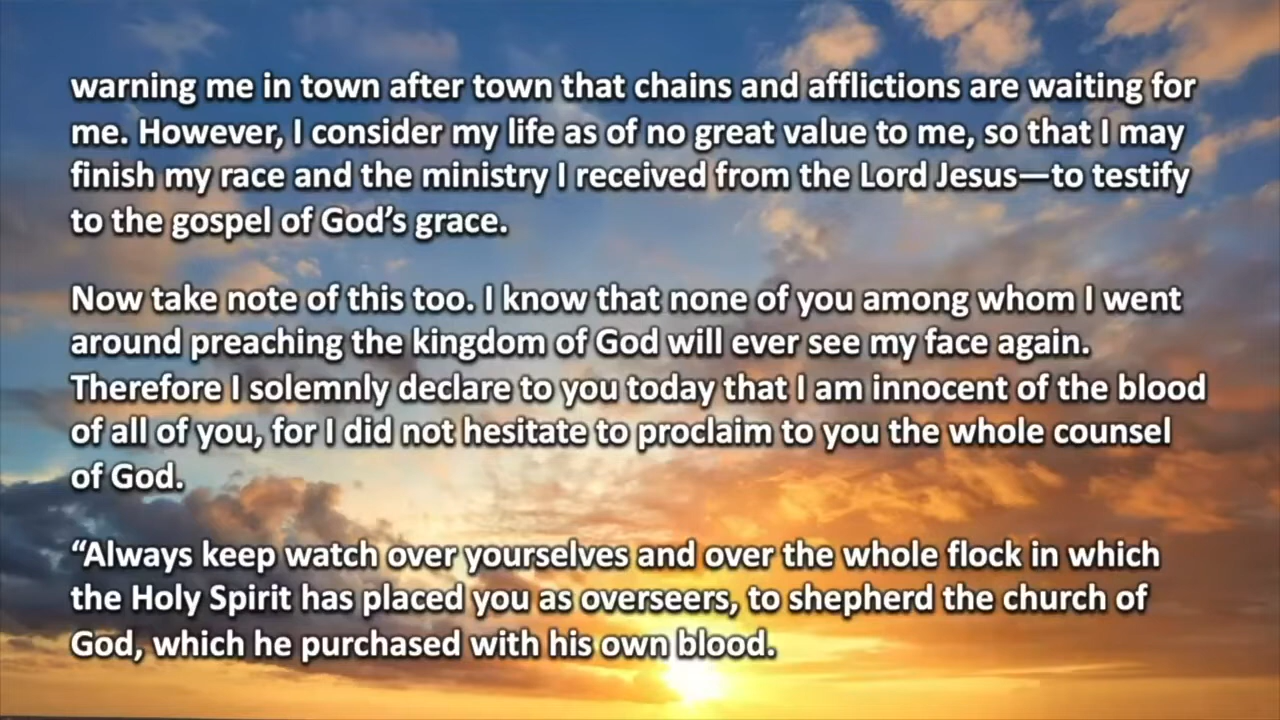 warning me in town after town that chains and afflictions are waiting for
me. However, I consider my life as of no great value to me, so that I may
finish my race and the ministry I received from the Lord Jesus—to testify
to the gospel of God’s grace.
Now take note of this too. I know that none of you among whom I went
around preaching the kingdom of God will ever see my face again.
Therefore I solemnly declare to you today that I am innocent of the blood
of all of you, for I did not hesitate to proclaim to you the whole counsel
of God.
“Always keep watch over yourselves and over the whole flock in which
the Holy Spirit has placed you as overseers, to shepherd the church of
God, which he purchased with his own blood.